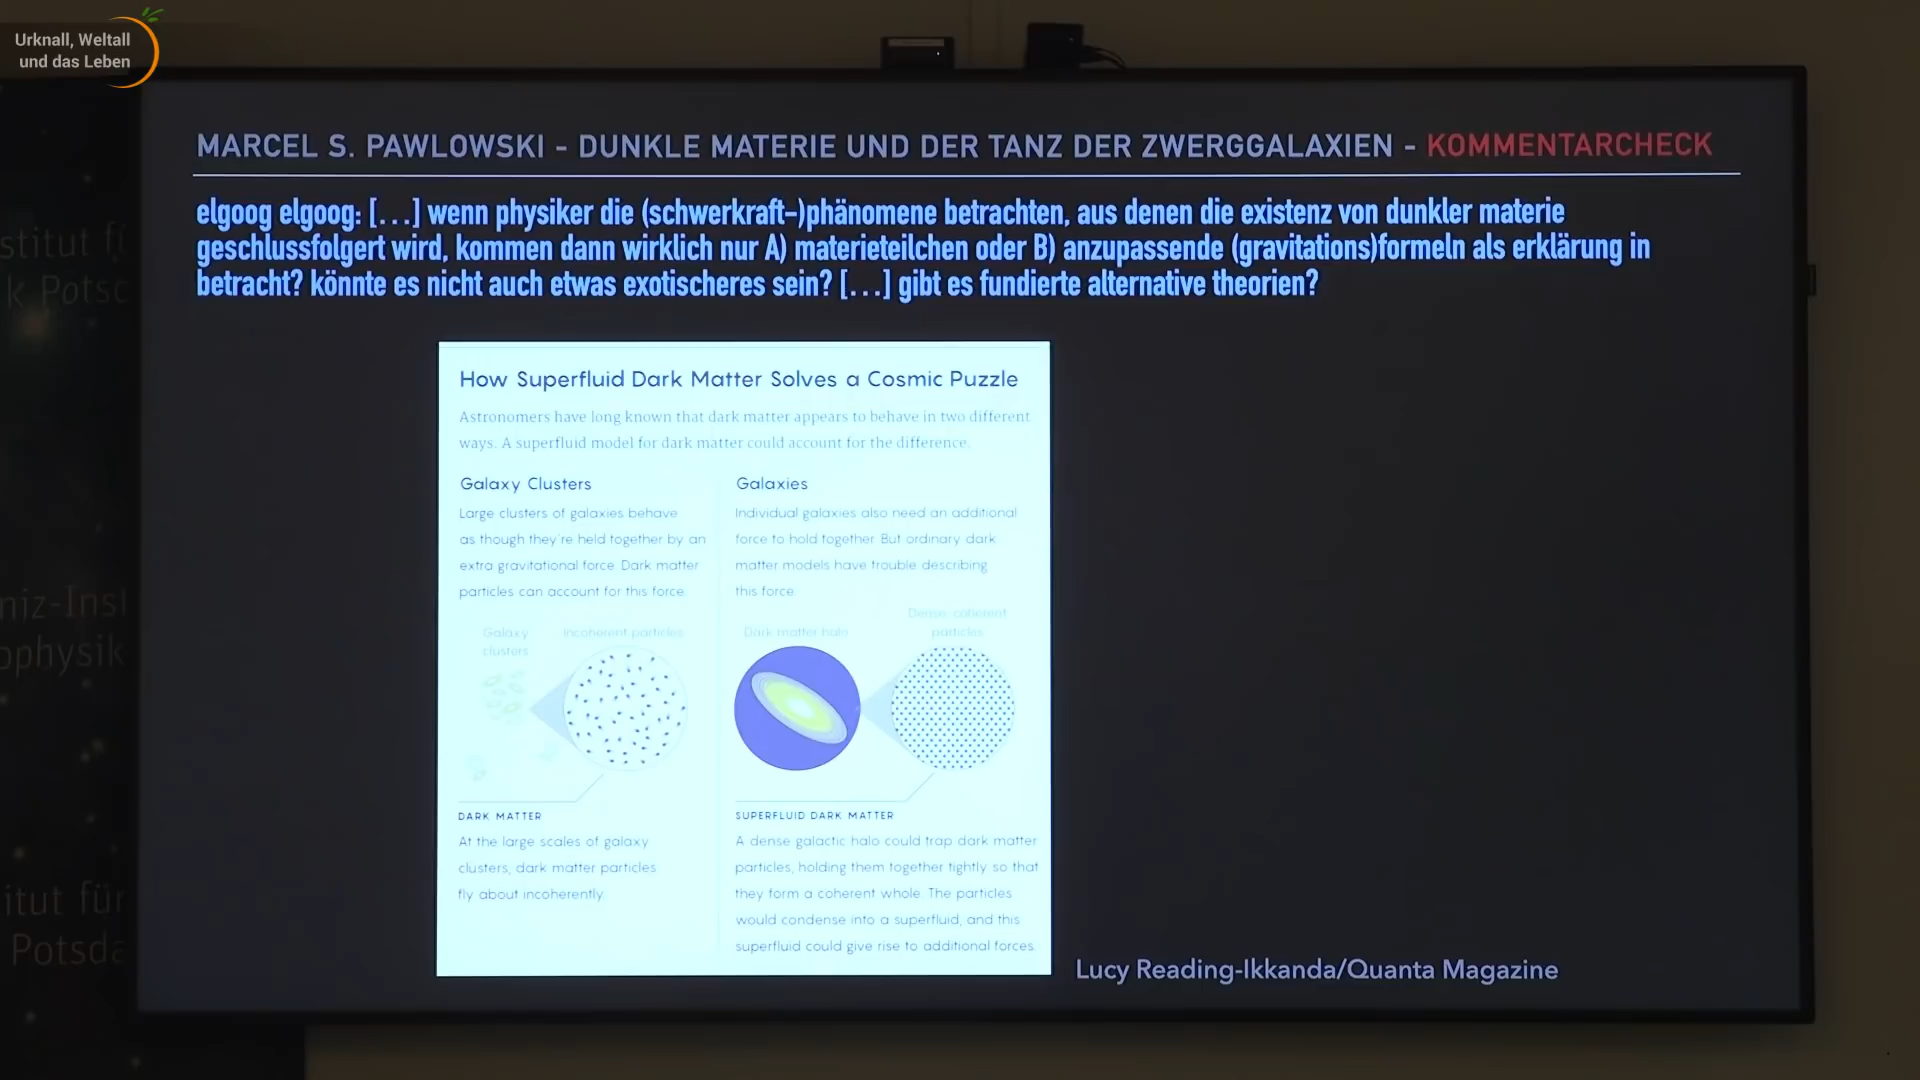 Urknall, Weltall
und das Leben
MARCEL S. PAWLOWSKI - DUNKLE MATERIE UND DER TANZ DER ZWERGGALAXIEN - KOMMENTARCHECK
elgoog elgoog: [...] wenn physiker die (schwerkraft-)phänomene betrachten, aus denen die existenz von dunkler materie
geschlussfolgert wird, kommen dann wirklich nur A) materieteilchen oder B) anzupassende (gravitations)formeln als erklärung in
betracht? könnte es nicht auch etwas exotischeres sein? [...] gibt es fundierte alternative theorien?
How Superfluid Dark Matter Solves a Cosmic Puzzle
Astronomers have long known that dark matter appears to behave in two different
ways. A superfluid model for dark matter could account for the difference.
Galaxy Clusters
Large clusters of galaxies behave
as though they're held together by an
extra gravitational force. Dark matter
particles can account for this force.
Galaxy
clusters
Incoherent particles
DARK MATTER
At the large scales of galaxy
clusters, dark matter particles
fly about incoherently.
Galaxies
Individual galaxies also need an additional
force to hold together. But ordinary dark
matter models have trouble describing
this force.
Dark matter halo
Dense, coherent
particles
SUPERFLUID DARK MATTER
A dense galactic halo could trap dark matter
particles, holding them together tightly so that
they form a coherent whole. The particles
would condense into a superfluid, and this
superfluid could give rise to additional forces.
Lucy Reading-Ikkanda/Quanta Magazine
stitut fü
k Potsd
niz-Inst
ophysik
itut für
Potsda